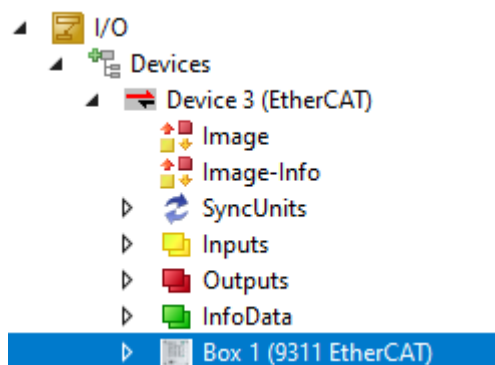 I/O
Devices
Device 3 (EtherCAT)
Image
Image-Info
SyncUnits
Inputs
Outputs
InfoData
Box 1 (9311 EtherCAT)